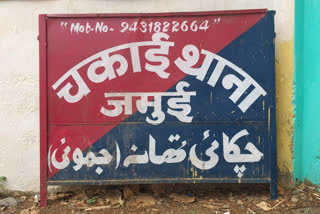 "Mob-No- 9431822664"
चकाई थाना
जमुई
چکائی تھانہ (جموئی)